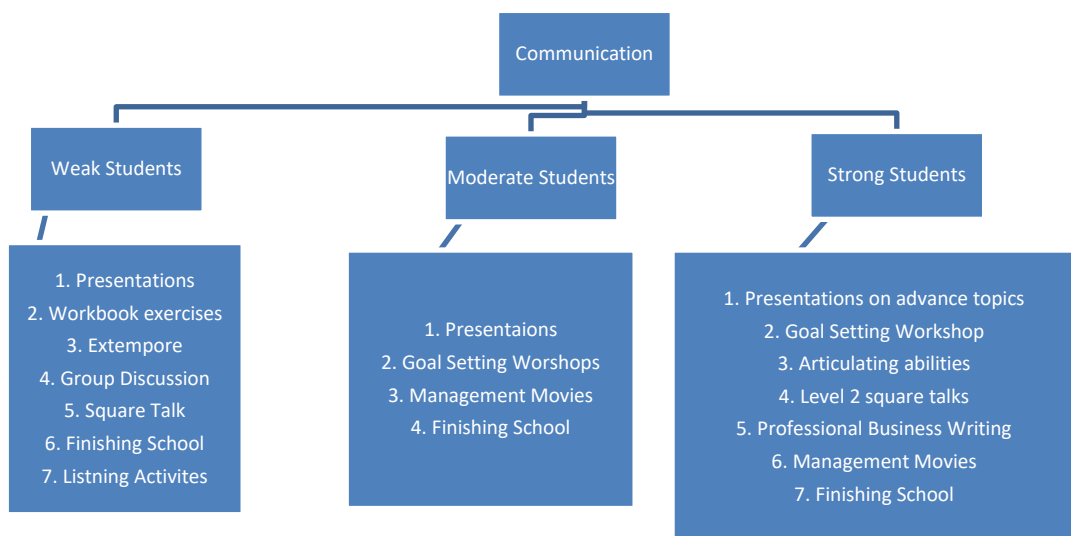 Communication
Weak Students
Moderate Students
Strong Students
1. Presentations
2. Workbook exercises
3. Extempore
4. Group Discussion
5. Square Talk
6. Finishing School
7. Listning Activites
1. Presentaions
2. Goal Setting Worshops
3. Management Movies
4. Finishing School
1. Presentations on advance topics
2. Goal Setting Workshop
3. Articulating abilities
4. Level 2 square talks
5. Professional Business Writing
6. Management Movies
7. Finishing School